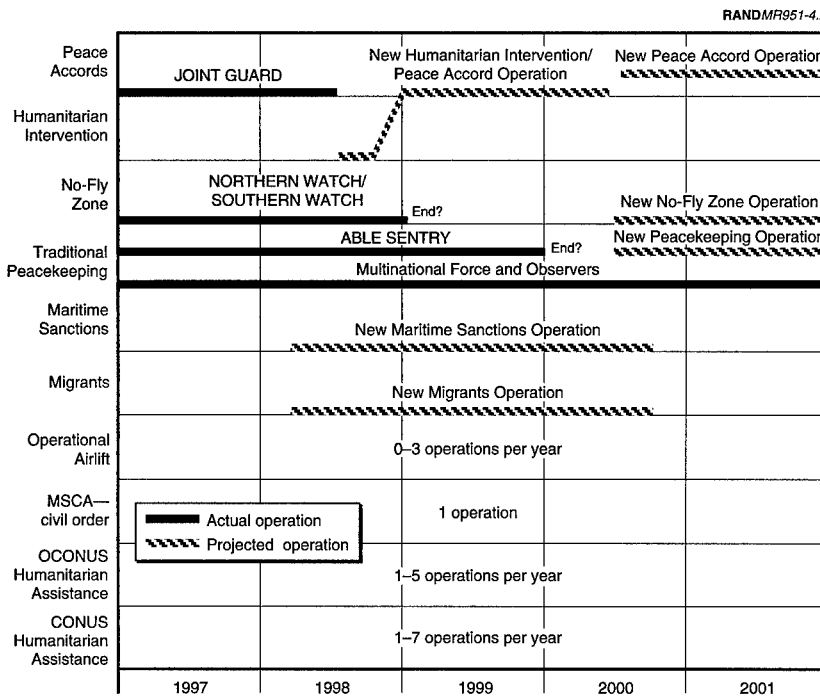 RANDMR951-4.
Peace
Accords
JOINT GUARD
New Humanitarian Intervention/
Peace Accord Operation
New Peace Accord Operation
Humanitarian
Intervention
No-Fly
Zone
NORTHERN WATCH/
SOUTHERN WATCH
End?
New No-Fly Zone Operation
Traditional
Peacekeeping
ABLE SENTRY
End?
New Peacekeeping Operation
Multinational Force and Observers
Maritime
Sanctions
New Maritime Sanctions Operation
Migrants
New Migrants Operation
Operational
Airlift
0–3 operations per year
MSCA—
civil order
1 operation
Actual operation
Projected operation
OCONUS
Humanitarian
Assistance
1–5 operations per year
CONUS
Humanitarian
Assistance
1–7 operations per year
1997 1998 1999 2000 2001